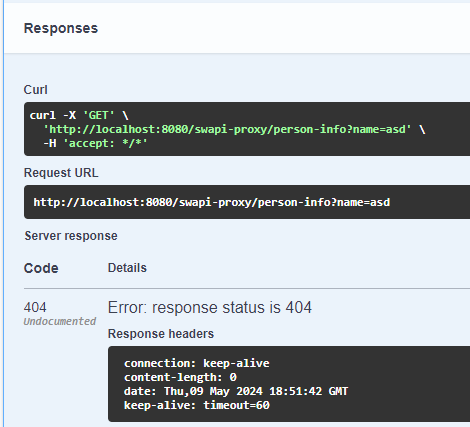 Responses
Curl
curl -X 'GET' \
'http://localhost:8080/swapi-proxy/person-info?name=asd' \
-H 'accept: */*'
Request URL
http://localhost:8080/swapi-proxy/person-info?name=asd
Server response
Code Details
404 Error: response status is 404
Undocumented
Response headers
connection: keep-alive
content-length: 0
date: Thu,09 May 2024 18:51:42 GMT
keep-alive: timeout=60